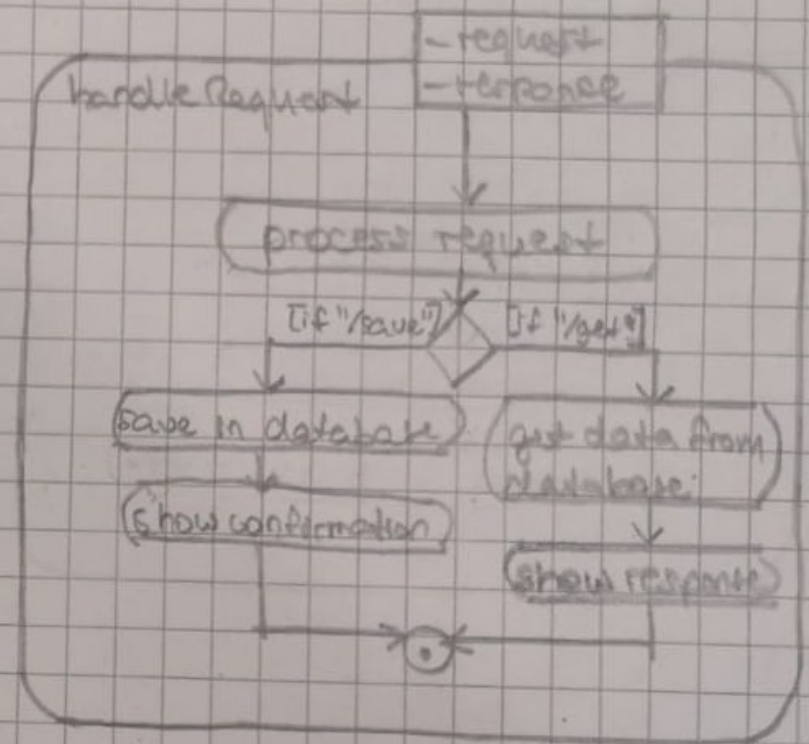 -request
-response
handleRequest
process request
[if "/save"]
[if "/get"]
save in database
get data from
database
show confirmation
show response